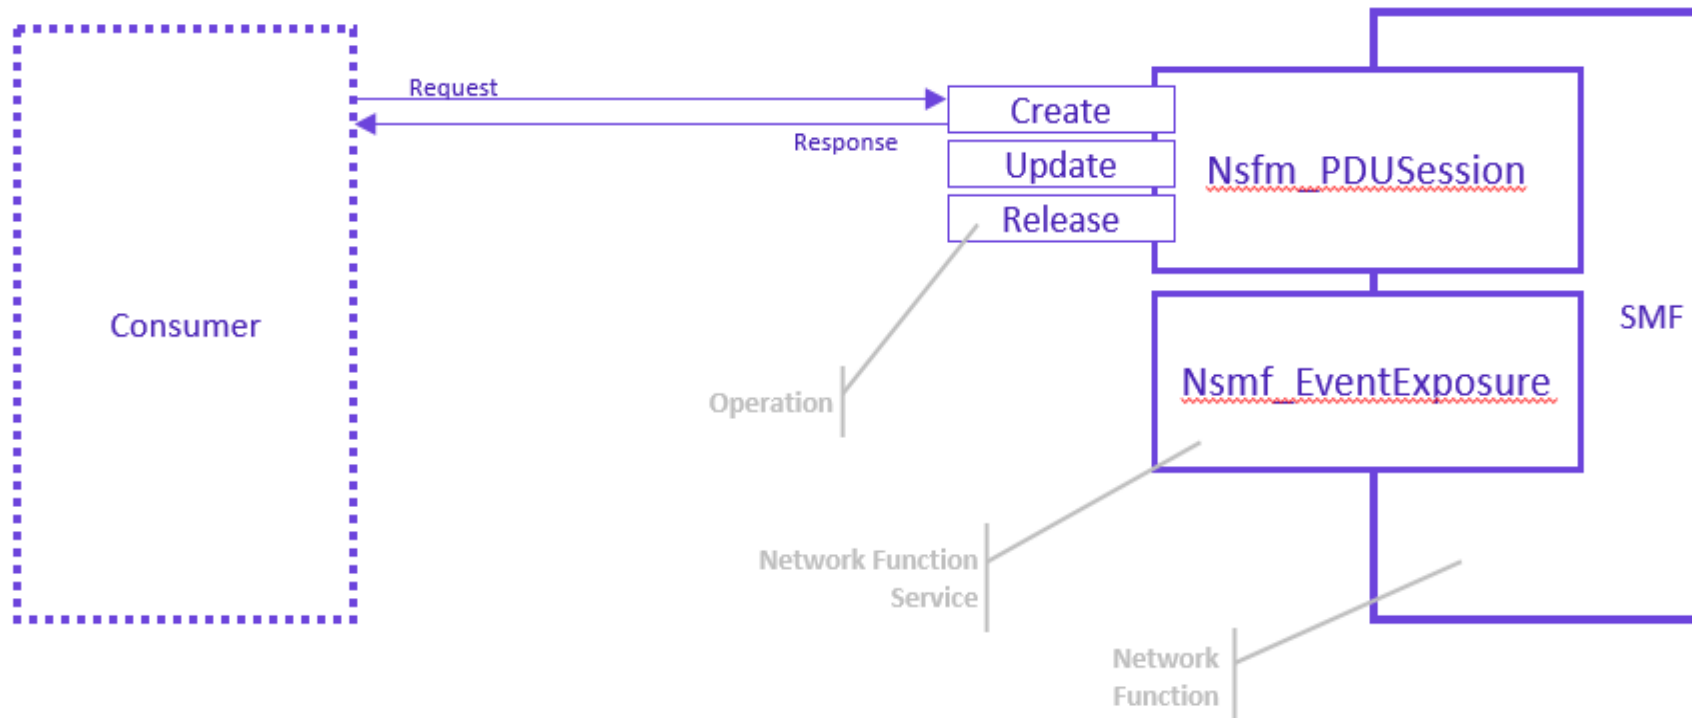 Request
Response
Create
Update
Release
Nsfm_PDUSession
Consumer
SMF
Nsmf_EventExposure
Operation
Network Function
Service
Network
Function